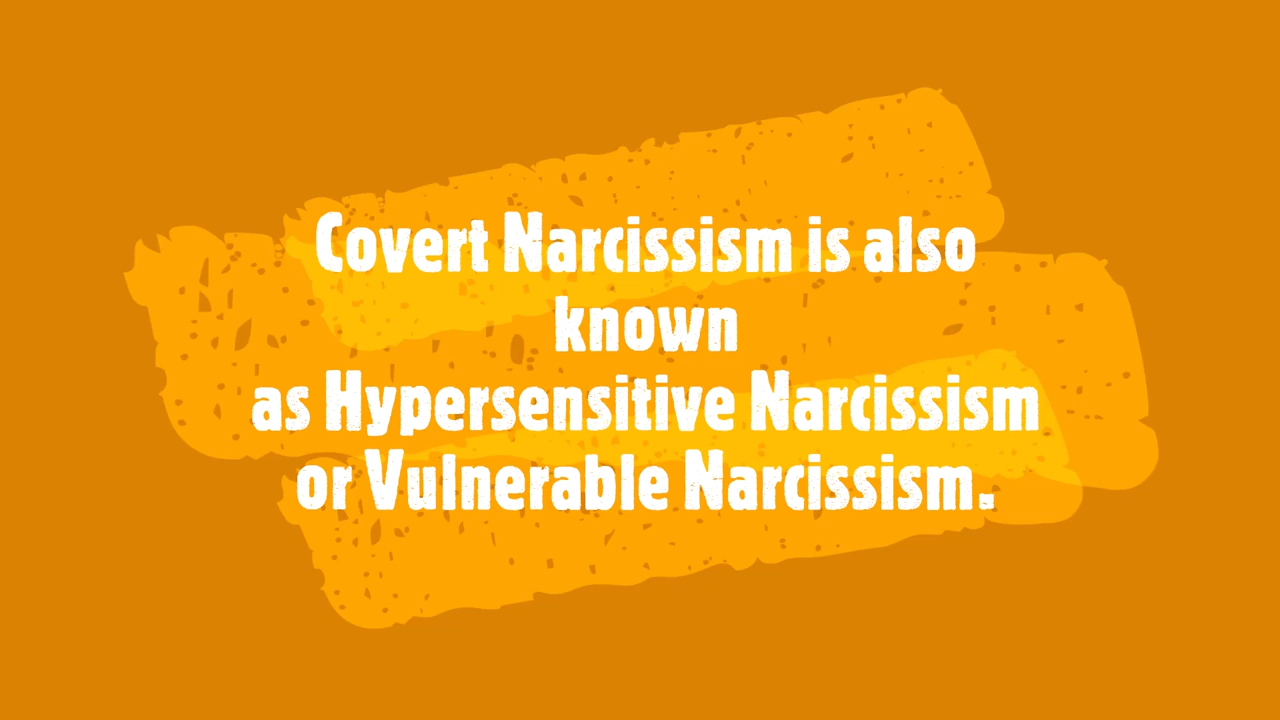 Covert Narcissism is also
known
as Hypersensitive Narcissism
or Vulnerable Narcissism.